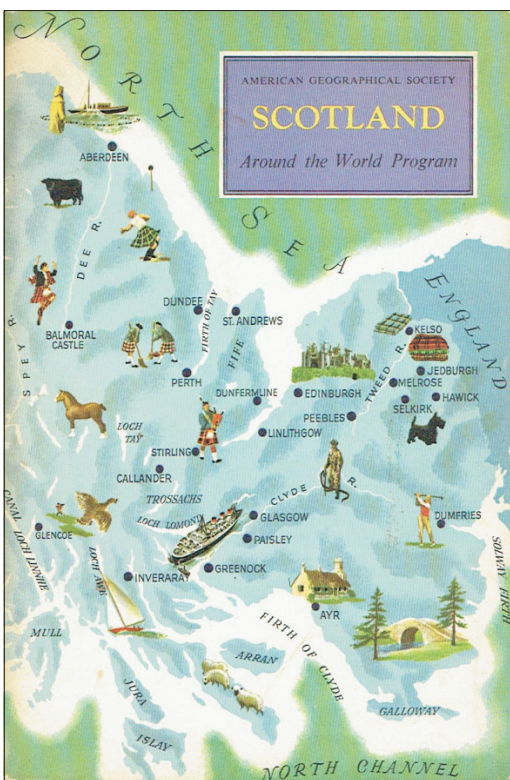 AMERICAN GEOGRAPHICAL SOCIETY
SCOTLAND
Around the World Program
NORTH SEA
ABERDEEN
DEE R.
SPEY R.
BALMORAL
CASTLE
DUNDEE
FIRTH OF TAY
ST. ANDREWS
FIFE
ENGLAND
KELSO
TWEED R.
JEDBURGH
MELROSE
HAWICK
SELKIRK
PERTH
DUNFERMLINE
EDINBURGH
PEEBLES
LINLITHGOW
LOCH
TAY
STIRLING
CALLANDER
TROSSACHS
LOCH LOMOND
CLYDE R.
GLASGOW
PAISLEY
GREENOCK
DUMFRIES
SOLWAY FIRTH
CANAL
LOCH LINNHE
GLENCOE
LOCH AWE
INVERARAY
AYR
FIRTH OF CLYDE
MULL
ARRAN
JURA
ISLAY
GALLOWAY
NORTH CHANNEL